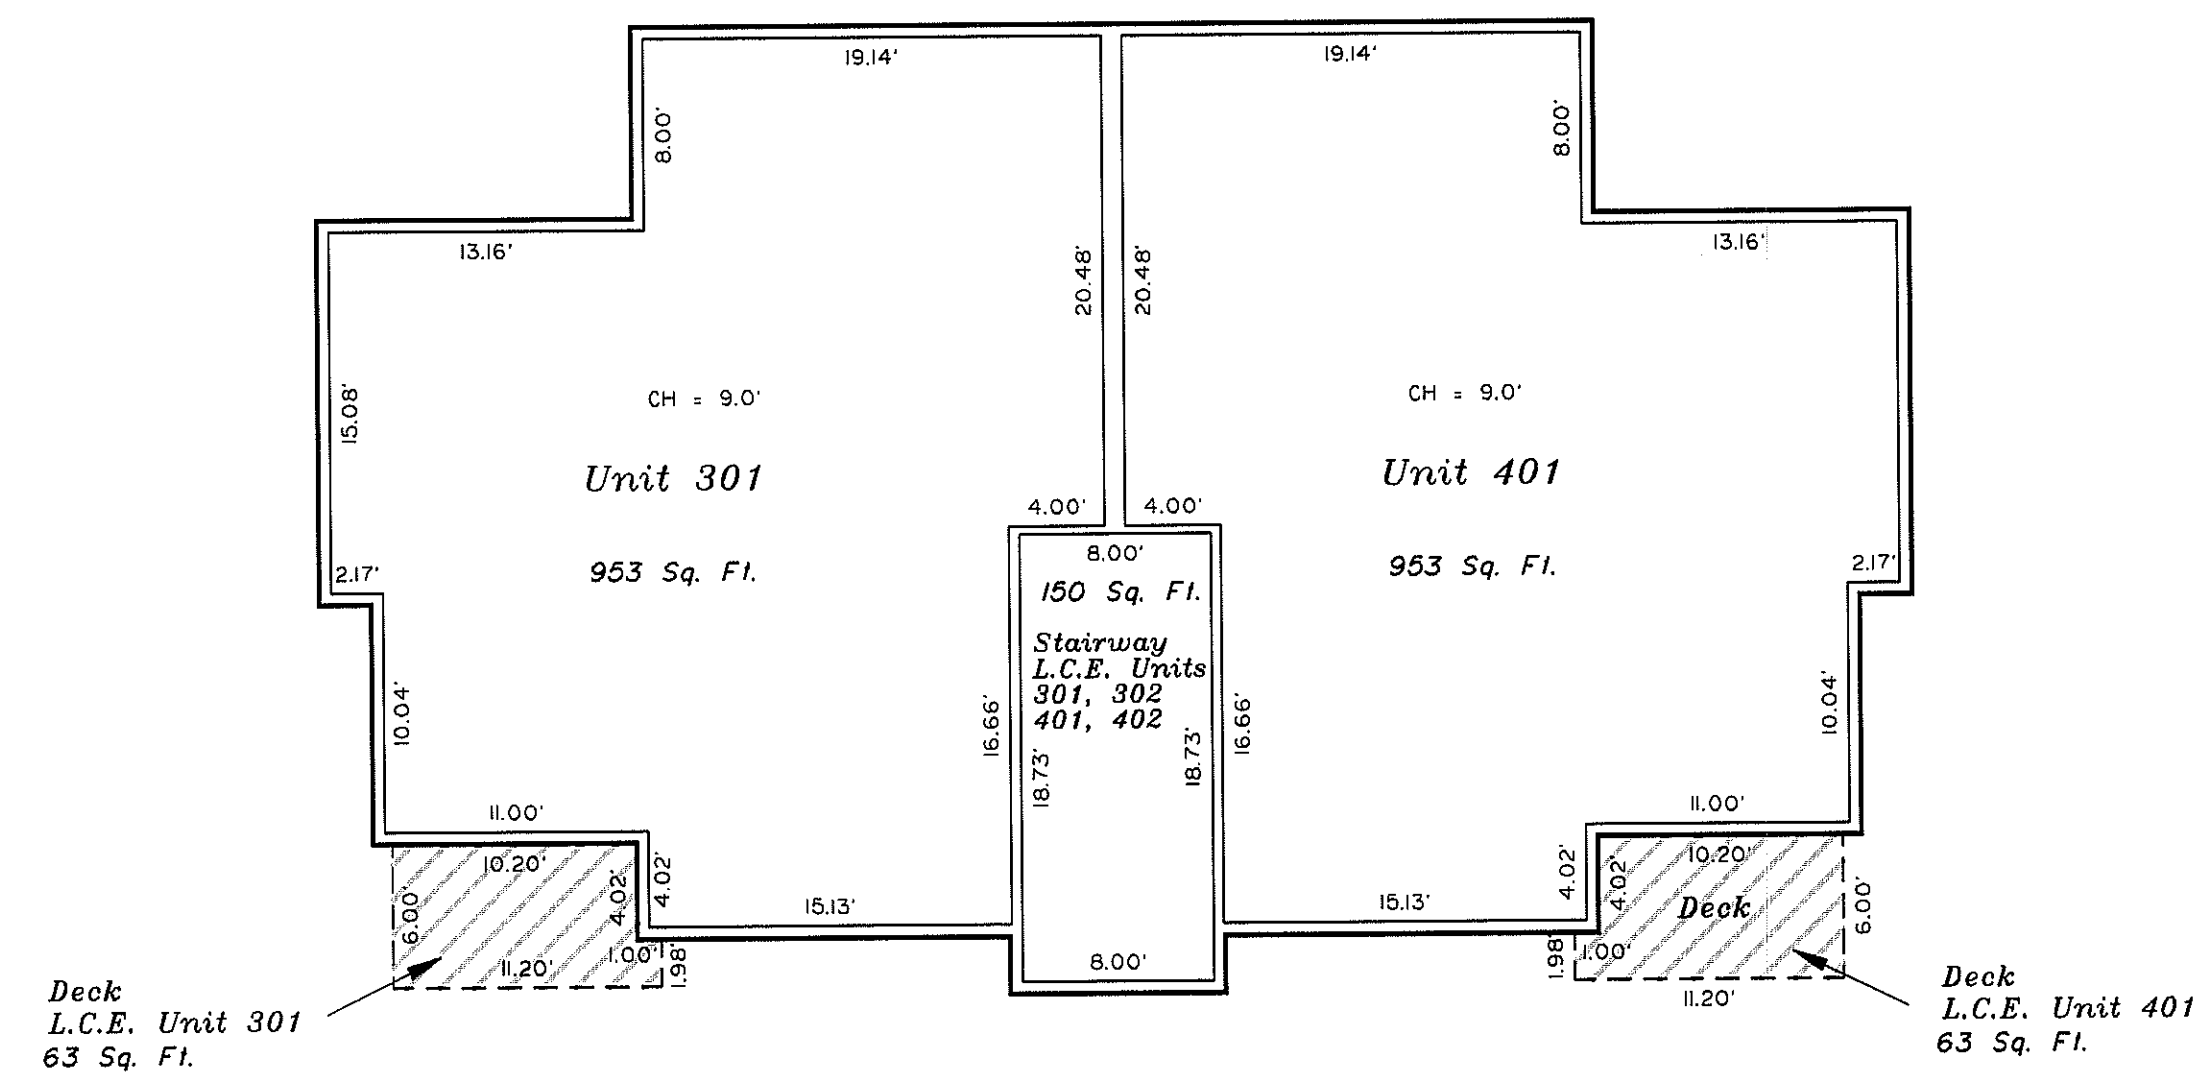 19.14'
19.14'
8.00'
8.00'
13.16'
13.16'
20.48'
20.48'
15.08'
CH = 9.0'
CH = 9.0'
Unit 301
Unit 401
4.00'
4.00'
8.00'
2.17'
2.17'
953 Sq. Ft.
953 Sq. Ft.
150 Sq. Ft.
Stairway
L.C.E. Units
301, 302
401, 402
10.04'
10.04'
16.66'
16.66'
18.73'
18.73'
11.00'
11.00'
10.20'
10.20'
4.02'
4.02'
4.02'
4.02'
6.00'
6.00'
15.13'
15.13'
Deck
1.00'
1.98'
1.98'
1.00'
11.20'
11.20'
8.00'
Deck
L.C.E. Unit 301
63 Sq. Ft.
Deck
L.C.E. Unit 401
63 Sq. Ft.